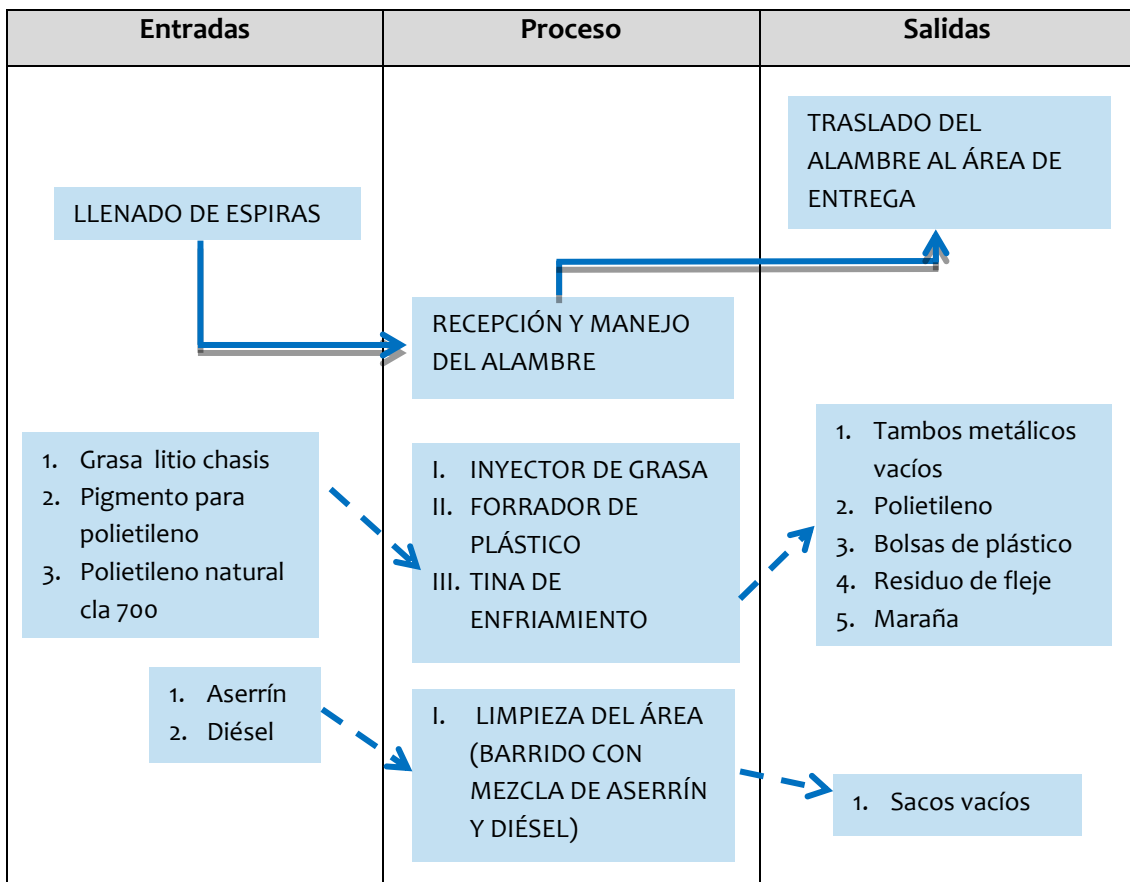 Entradas
Proceso
Salidas
TRASLADO DEL
ALAMBRE AL ÁREA DE
ENTREGA
LLENADO DE ESPIRAS
RECEPCIÓN Y MANEJO
DEL ALAMBRE
1. Grasa litio chasis
2. Pigmento para
polietileno
3. Polietileno natural
cla 700
I. INYECTOR DE GRASA
II. FORRADOR DE
PLÁSTICO
III. TINA DE
ENFRIAMIENTO
1. Tambos metálicos
vacíos
2. Polietileno
3. Bolsas de plástico
4. Residuo de fleje
5. Maraña
1. Aserrín
2. Diésel
I. LIMPIEZA DEL ÁREA
(BARRIDO CON
MEZCLA DE ASERRÍN
Y DIÉSEL)
1. Sacos vacíos